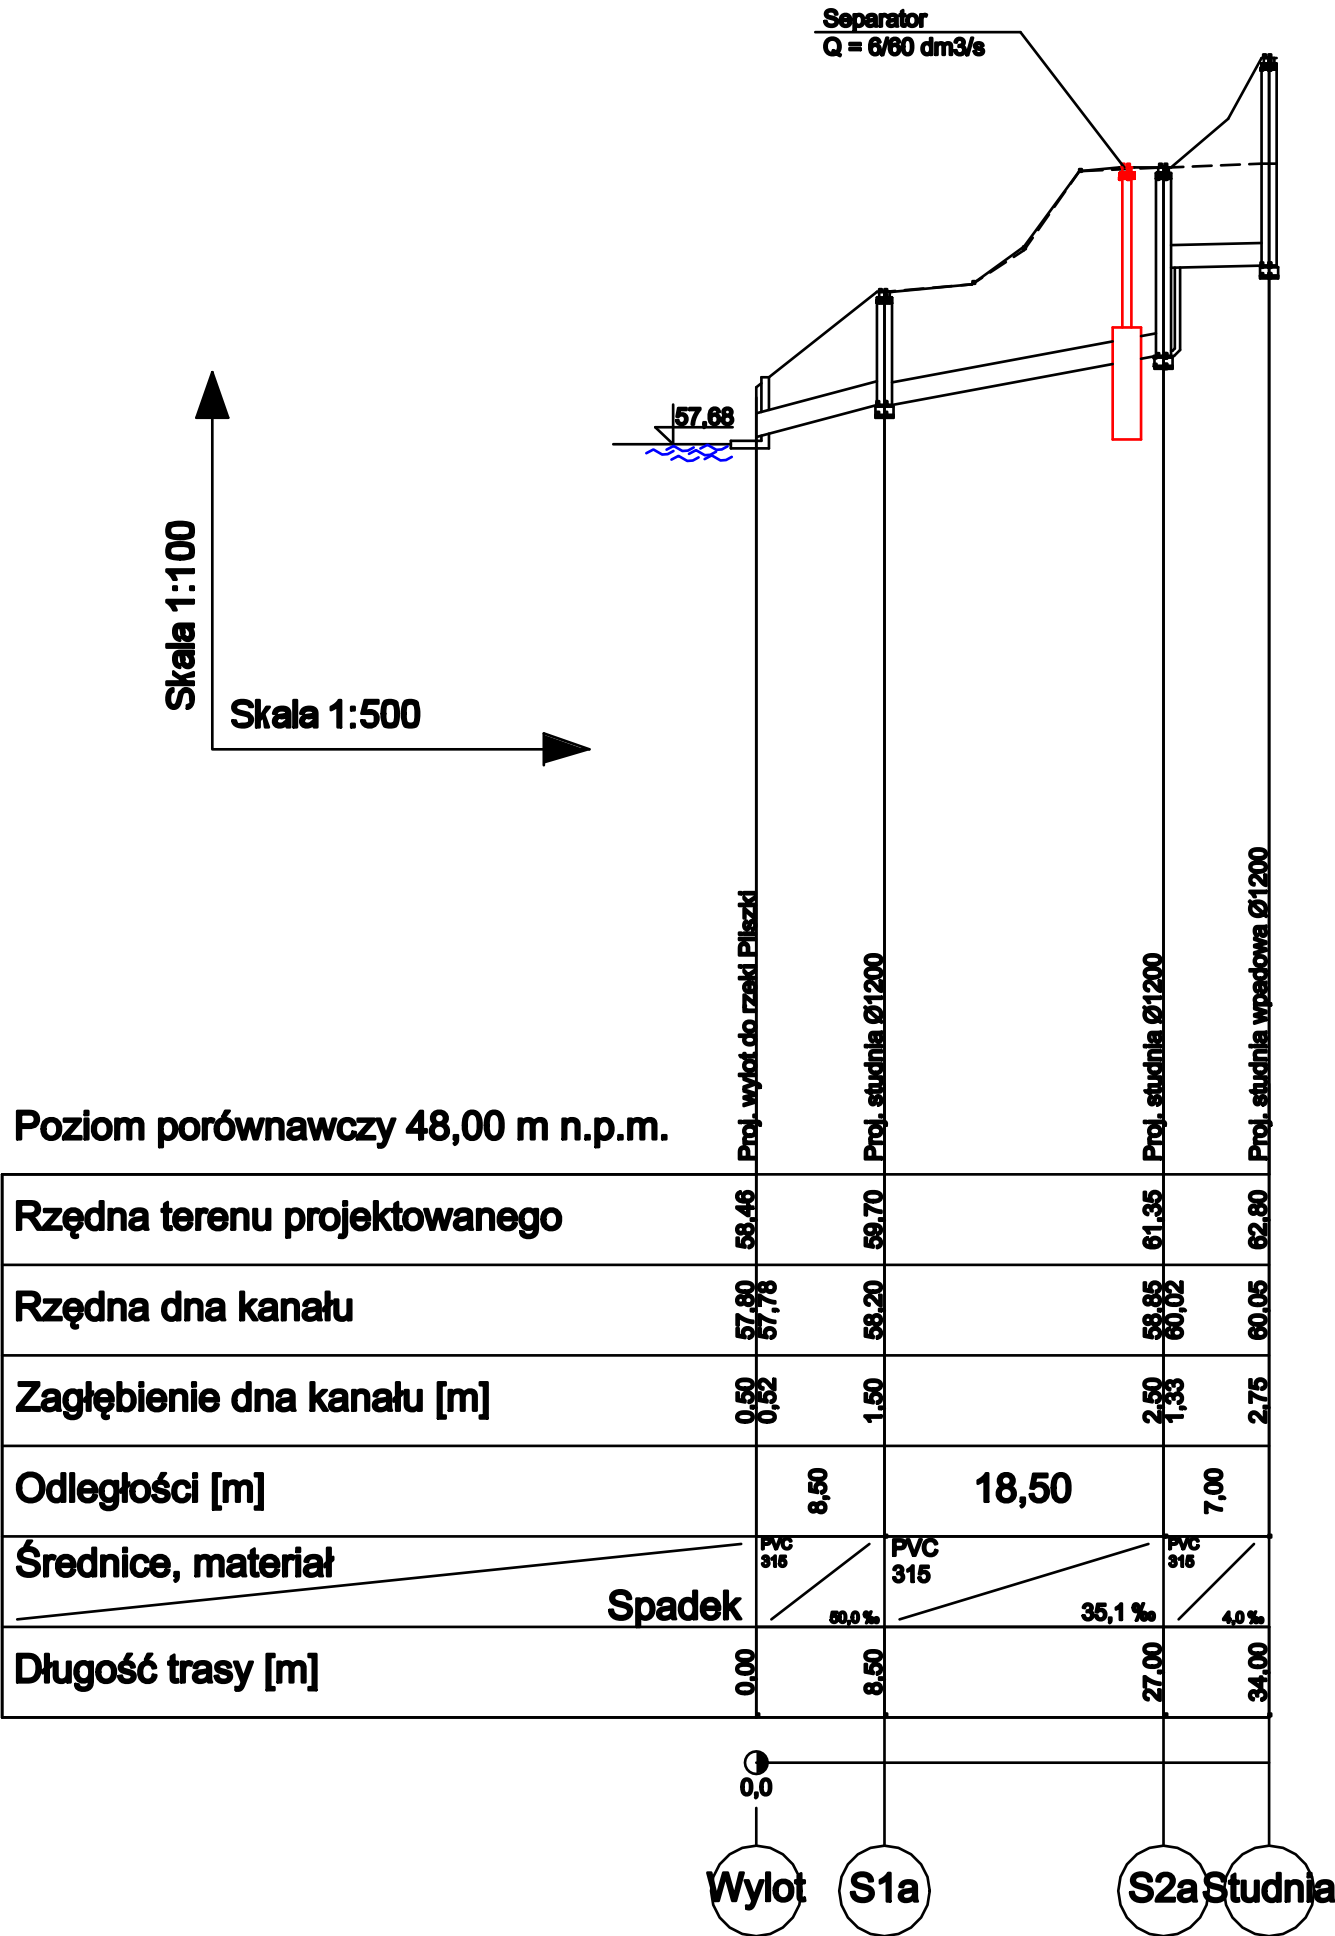 Separator
Q = 6/60 dm3/s
57,68
Skala 1:100
Skala 1:500
Proj. wylot do rzeki Pliszki
Proj. studnia Ø1200
Proj. studnia Ø1200
Proj. studnia wpadowa Ø1200
Poziom porównawczy 48,00 m n.p.m.
Rzędna terenu projektowanego
58,46
59,70
61,35
62,80
Rzędna dna kanału
57,80
57,78
58,20
58,85
60,02
60,05
Zagłębienie dna kanału [m]
0,50
0,52
1,50
2,50
1,33
2,75
Odległości [m]
8,50
18,50
7,00
Średnice, materiał
Spadek
PVC
315
50,0 ‰
PVC
315
35,1 ‰
PVC
315
4,0 ‰
Długość trasy [m]
0,00
8,50
27,00
34,00
0,0
Wylot
S1a
S2a
Studnia